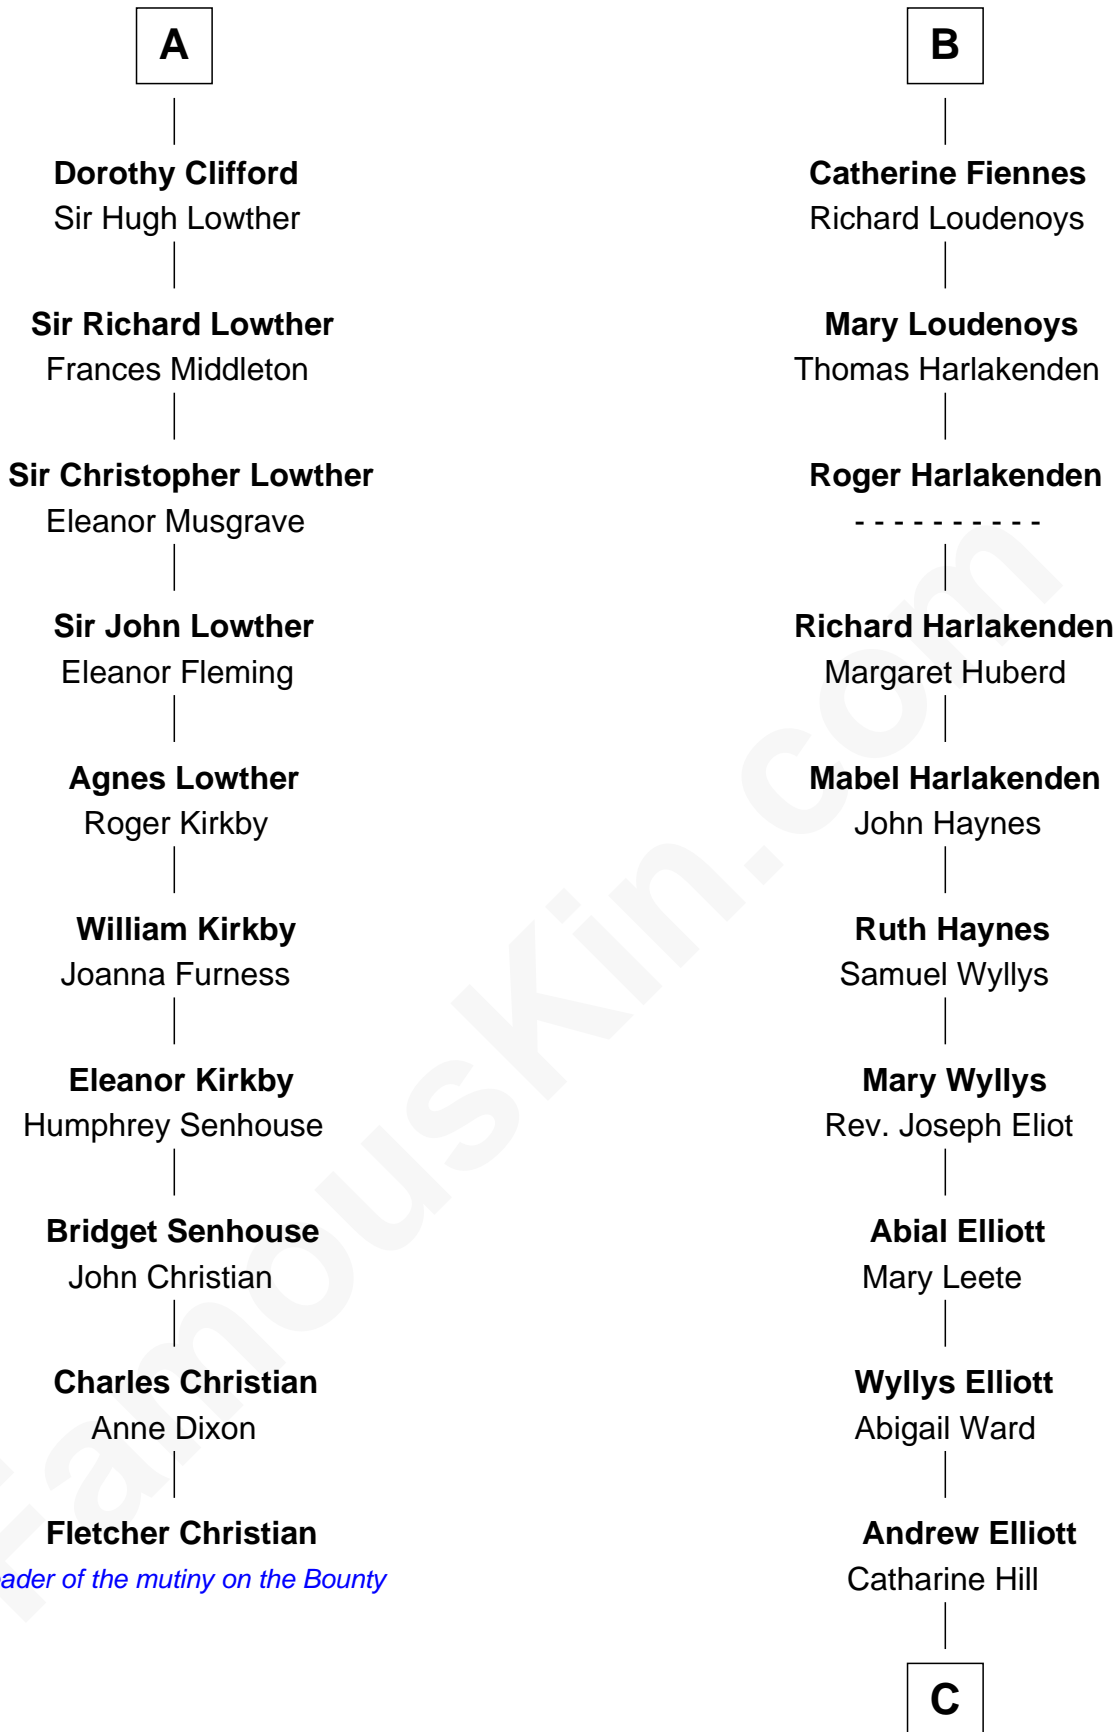 A
Dorothy Clifford
Sir Hugh Lowther
Sir Richard Lowther
Frances Middleton
Sir Christopher Lowther
Eleanor Musgrave
Sir John Lowther
Eleanor Fleming
Agnes Lowther
Roger Kirkby
William Kirkby
Joanna Furness
Eleanor Kirkby
Humphrey Senhouse
Bridget Senhouse
John Christian
Charles Christian
Anne Dixon
Fletcher Christian
of the mutiny on the Bounty
B
Catherine Fiennes
Richard Loudenoys
Mary Loudenoys
Thomas Harlakenden
Roger Harlakenden
- - - - - - - - - -
Richard Harlakenden
Margaret Huberd
Mabel Harlakenden
John Haynes
Ruth Haynes
Samuel Wyllys
Mary Wyllys
Rev. Joseph Eliot
Abial Elliott
Mary Leete
Wyllys Elliott
Abigail Ward
Andrew Elliott
Catharine Hill
C
FamousKin.com